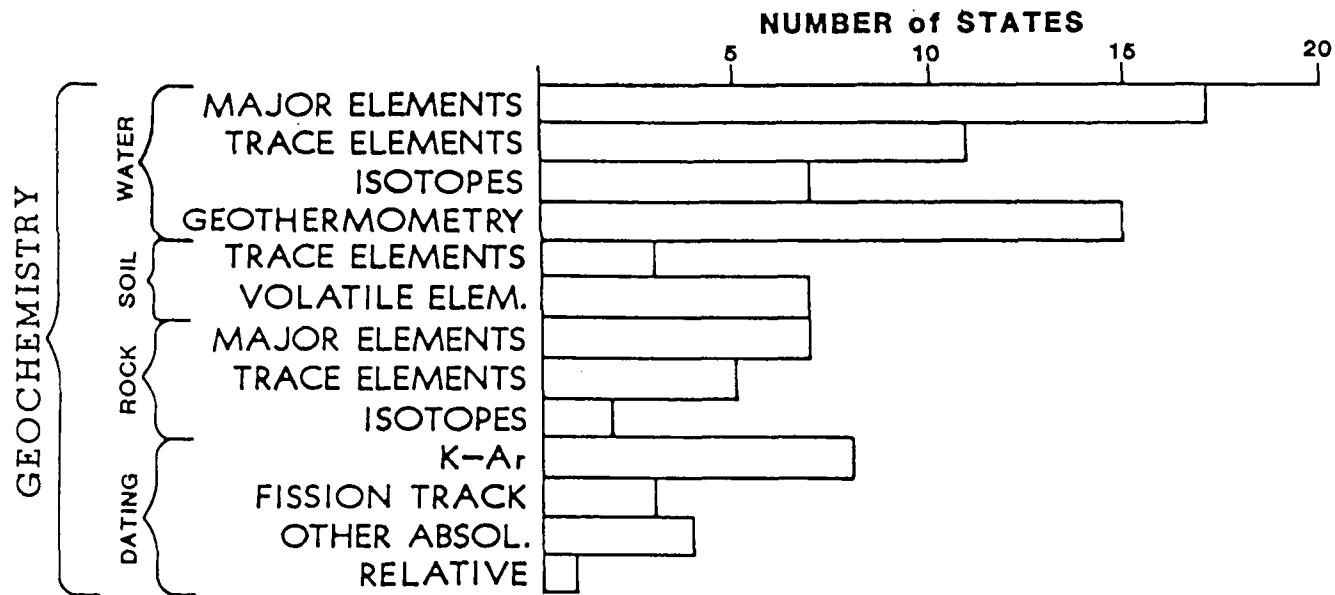 NUMBER of STATES
5 10 15 20
GEOCHEMISTRY
WATER
MAJOR ELEMENTS
TRACE ELEMENTS
ISOTOPES
GEOTHERMOMETRY
SOIL
TRACE ELEMENTS
VOLATILE ELEM.
ROCK
MAJOR ELEMENTS
TRACE ELEMENTS
ISOTOPES
DATING
K-Ar
FISSION TRACK
OTHER ABSOL.
RELATIVE